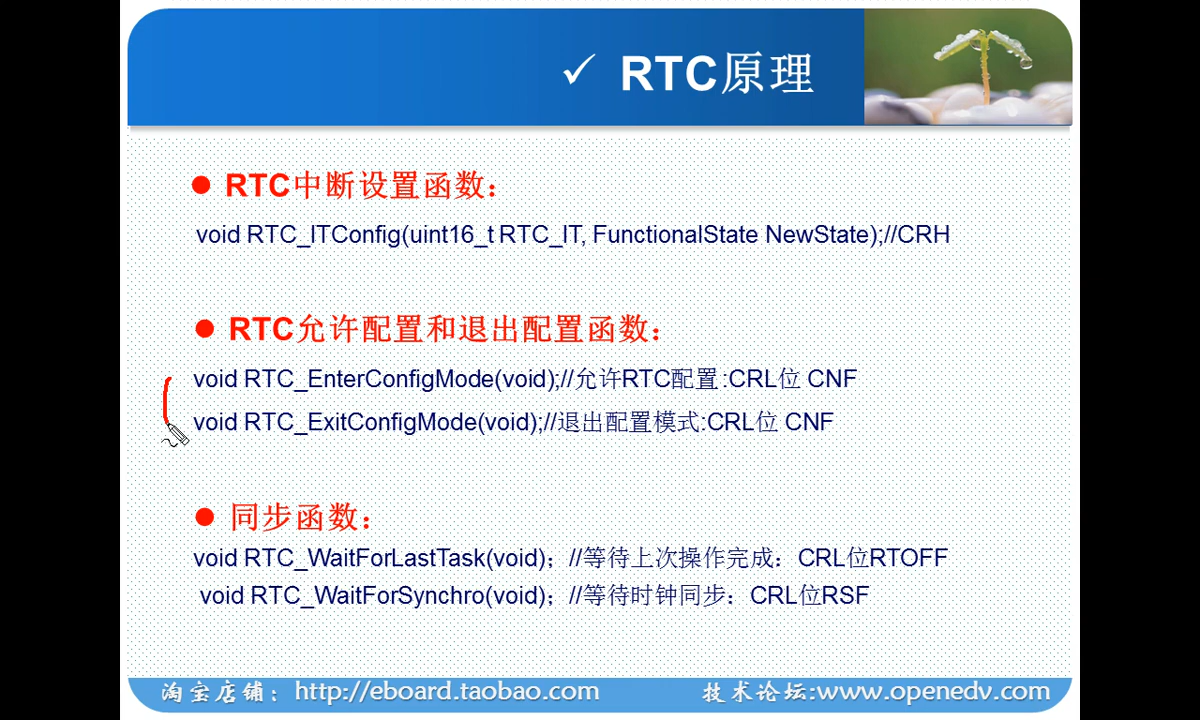 ✓ RTC原理
● RTC中断设置函数：
void RTC_ITConfig(uint16_t RTC_IT, FunctionalState NewState);//CRH
● RTC允许配置和退出配置函数：
void RTC_EnterConfigMode(void);//允许RTC配置:CRL位 CNF
void RTC_ExitConfigMode(void);//退出配置模式:CRL位 CNF
● 同步函数：
void RTC_WaitForLastTask(void)；//等待上次操作完成：CRL位RTOFF
void RTC_WaitForSynchro(void)；//等待时钟同步：CRL位RSF
淘宝店铺：http://eboard.taobao.com 技术论坛:www.openedv.com